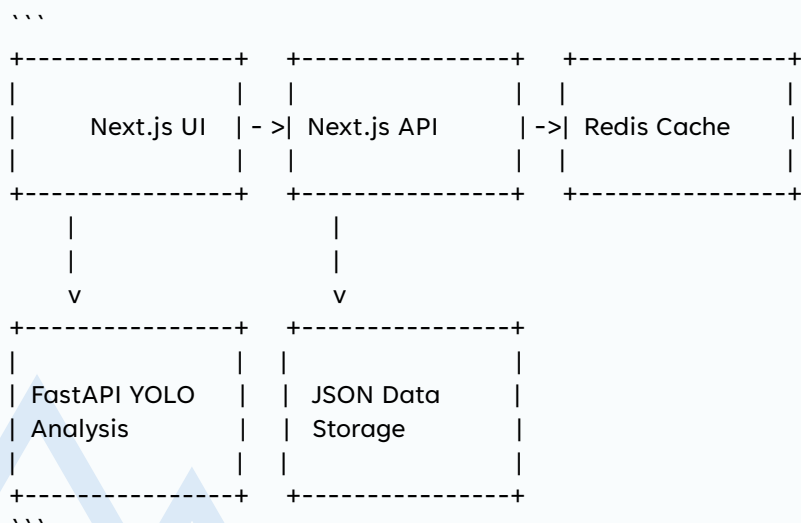 ```
+----------------+   +----------------+   +----------------+
|                |   |                |   |                |
|     Next.js UI | - >| Next.js API    | ->| Redis Cache    |
|                |   |                |   |                |
+----------------+   +----------------+   +----------------+
    |                    |
    |                    |
    v                    v
+----------------+   +----------------+
|                |   |                |
| FastAPI YOLO   |   | JSON Data      |
| Analysis       |   | Storage        |
|                |   |                |
+----------------+   +----------------+
```